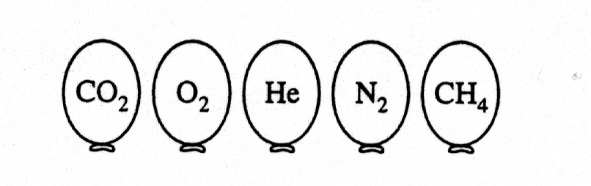 CO₂ O₂ He N₂ CH₄